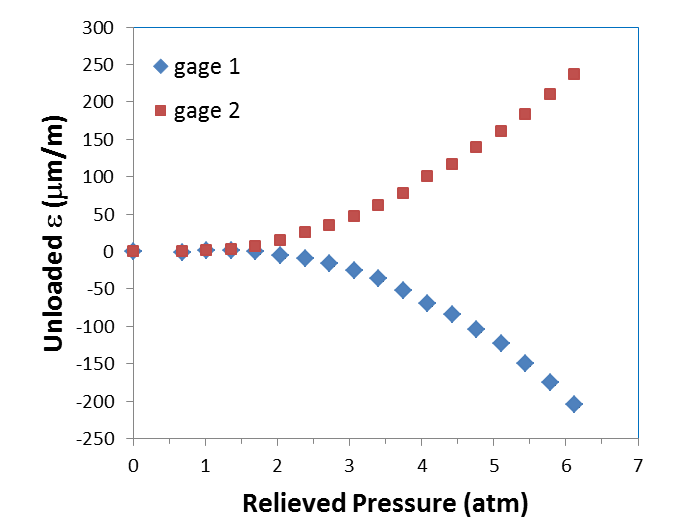 300
250
200
150
100
50
0
-50
-100
-150
-200
-250
gage 1
gage 2
Unloaded ε (μm/m)
0 1 2 3 4 5 6 7
Relieved Pressure (atm)